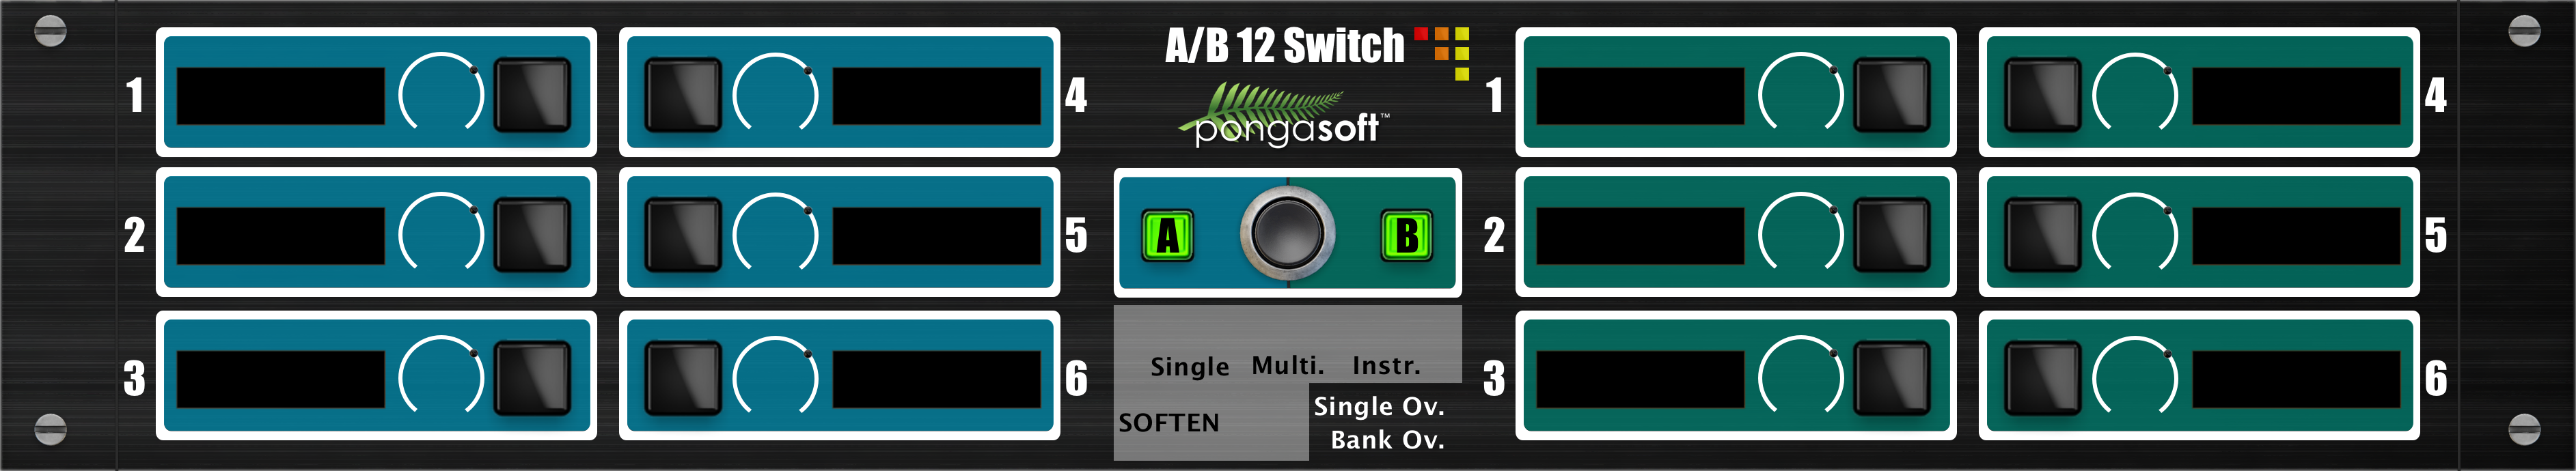 A/B 12 Switch
pongasoft™
1
4
1
4
2
5
A
B
2
5
3
6
Single Multi. Instr.
SOFTEN
Single Ov.
Bank Ov.
3
6